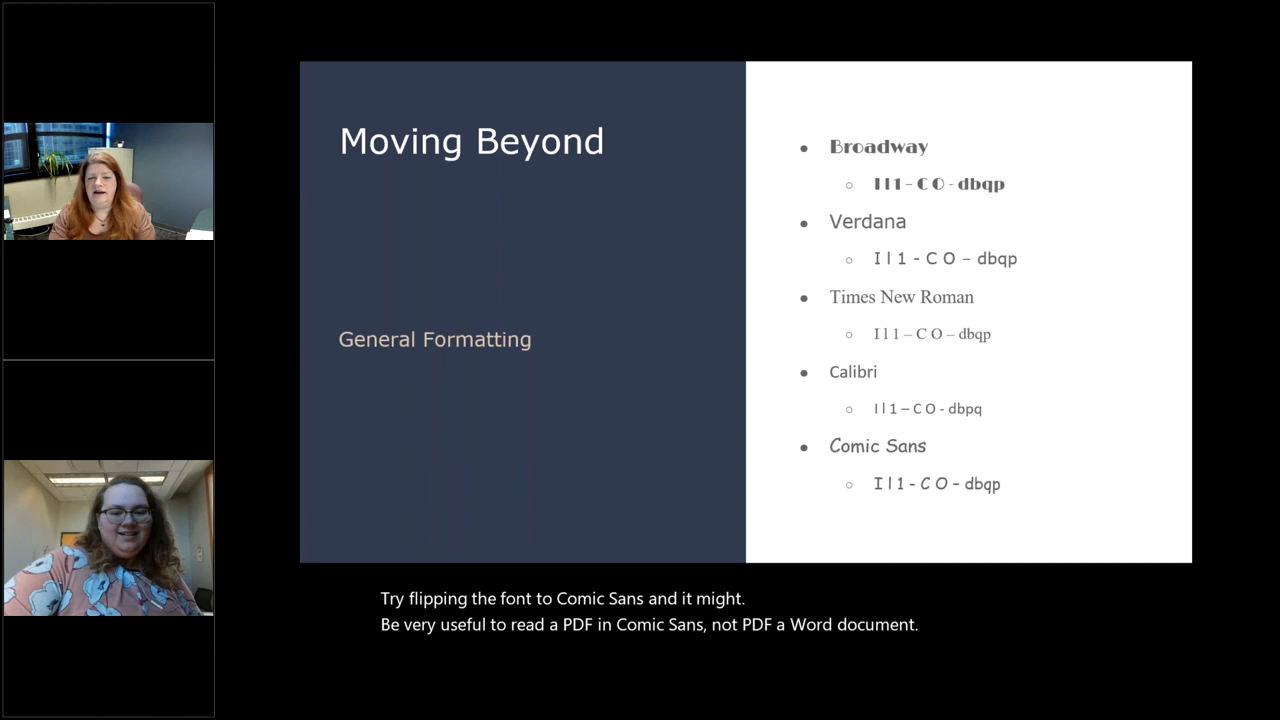 Moving Beyond
General Formatting
• Broadway
○ I l 1 – C O - dbqp
• Verdana
○ I l 1 - C O – dbqp
• Times New Roman
○ I l 1 – C O – dbqp
• Calibri
○ I l 1 – C O - dbpq
• Comic Sans
○ I l 1 - C O – dbqp
Try flipping the font to Comic Sans and it might.
Be very useful to read a PDF in Comic Sans, not PDF a Word document.